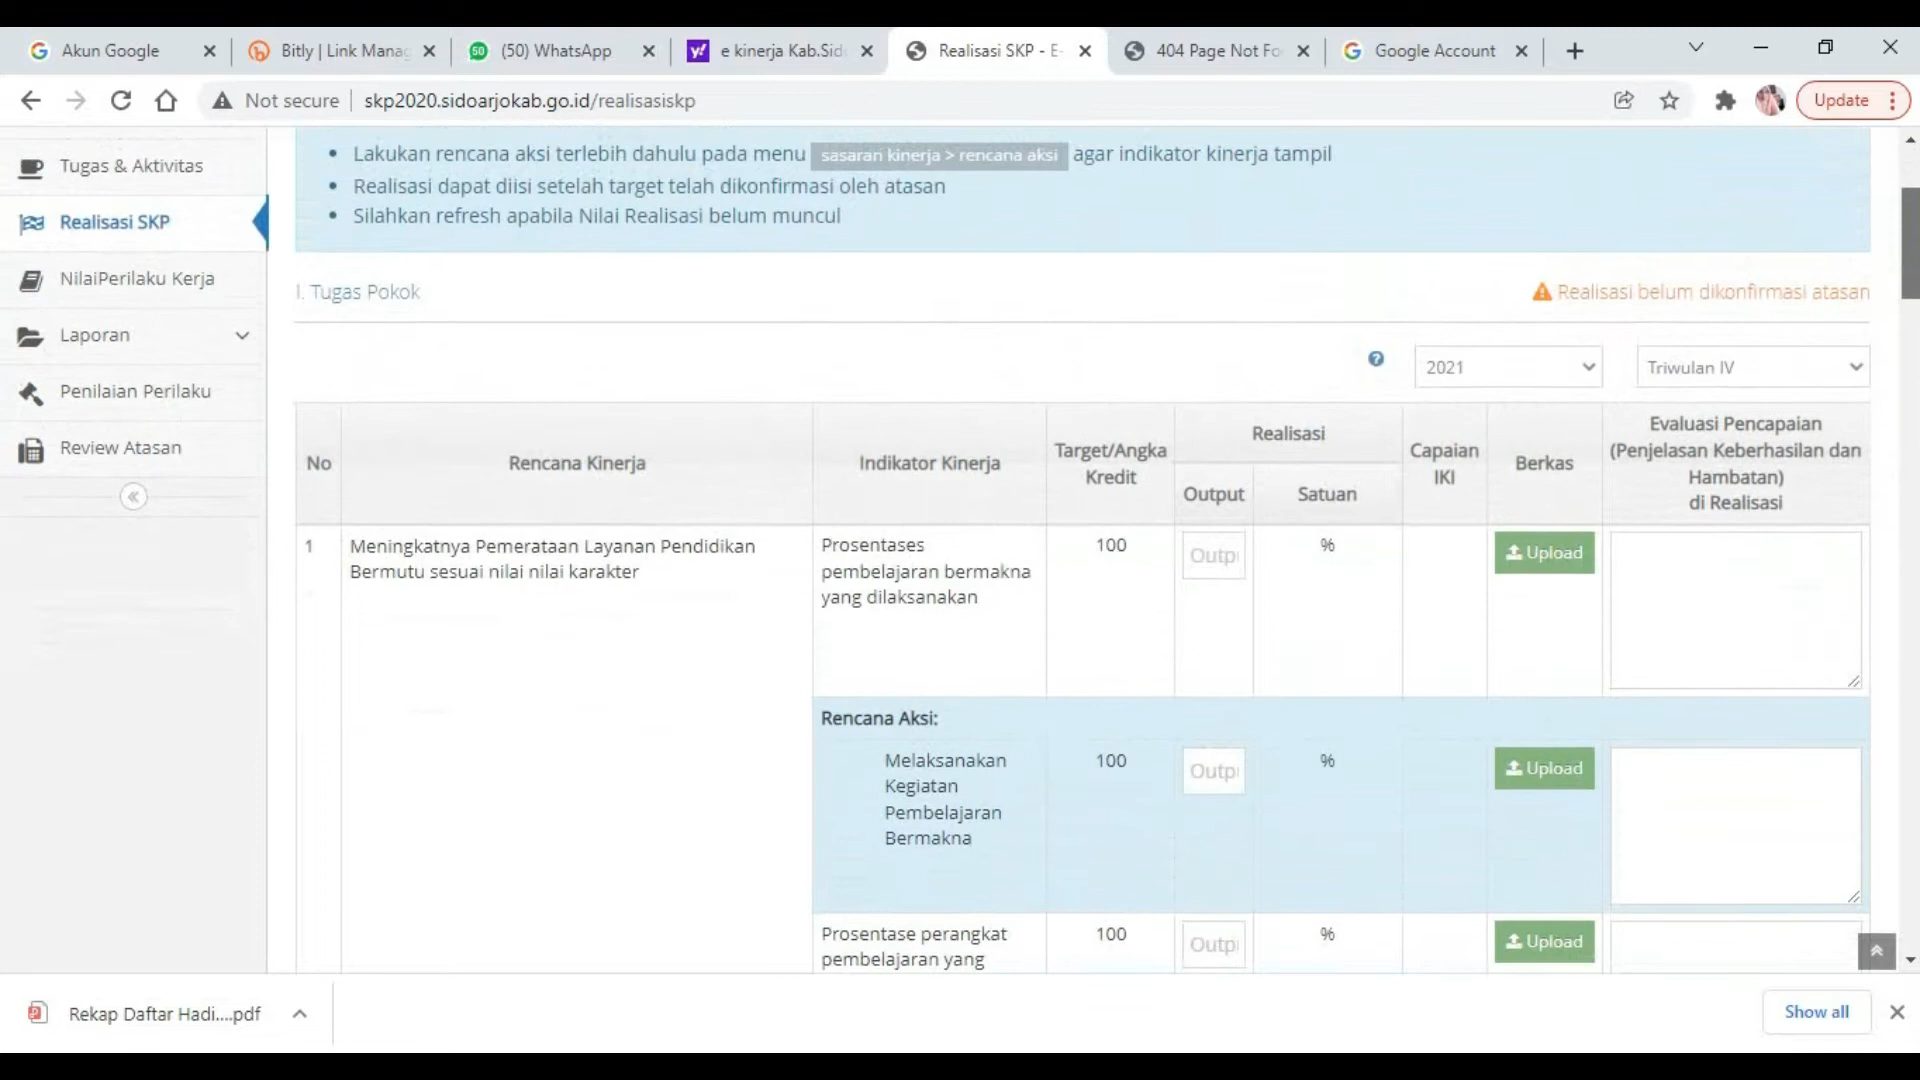 Akun Google
Bitly | Link Manag
(50) WhatsApp
e kinerja Kab.Sid
Realisasi SKP - E-
404 Page Not Fo
Google Account
Not secure
skp2020.sidoarjokab.go.id/realisasiskp
Update
Tugas & Aktivitas
Realisasi SKP
NilaiPerilaku Kerja
Laporan
Penilaian Perilaku
Review Atasan
Lakukan rencana aksi terlebih dahulu pada menu sasaran kinerja > rencana aksi agar indikator kinerja tampil
Realisasi dapat diisi setelah target telah dikonfirmasi oleh atasan
Silahkan refresh apabila Nilai Realisasi belum muncul
I. Tugas Pokok
Realisasi belum dikonfirmasi atasan
2021
Triwulan IV
No
Rencana Kinerja
Indikator Kinerja
Target/Angka
Kredit
Realisasi
Output
Satuan
Capaian
IKI
Berkas
Evaluasi Pencapaian
(Penjelasan Keberhasilan dan
Hambatan)
di Realisasi
1
Meningkatnya Pemerataan Layanan Pendidikan
Bermutu sesuai nilai nilai karakter
Prosentases
pembelajaran bermakna
yang dilaksanakan
100
Outp
%
Upload
Rencana Aksi:
Melaksanakan
Kegiatan
Pembelajaran
Bermakna
100
Outp
%
Upload
Prosentase perangkat
pembelajaran yang
100
Outp
%
Upload
Rekap Daftar Hadi....pdf
Show all